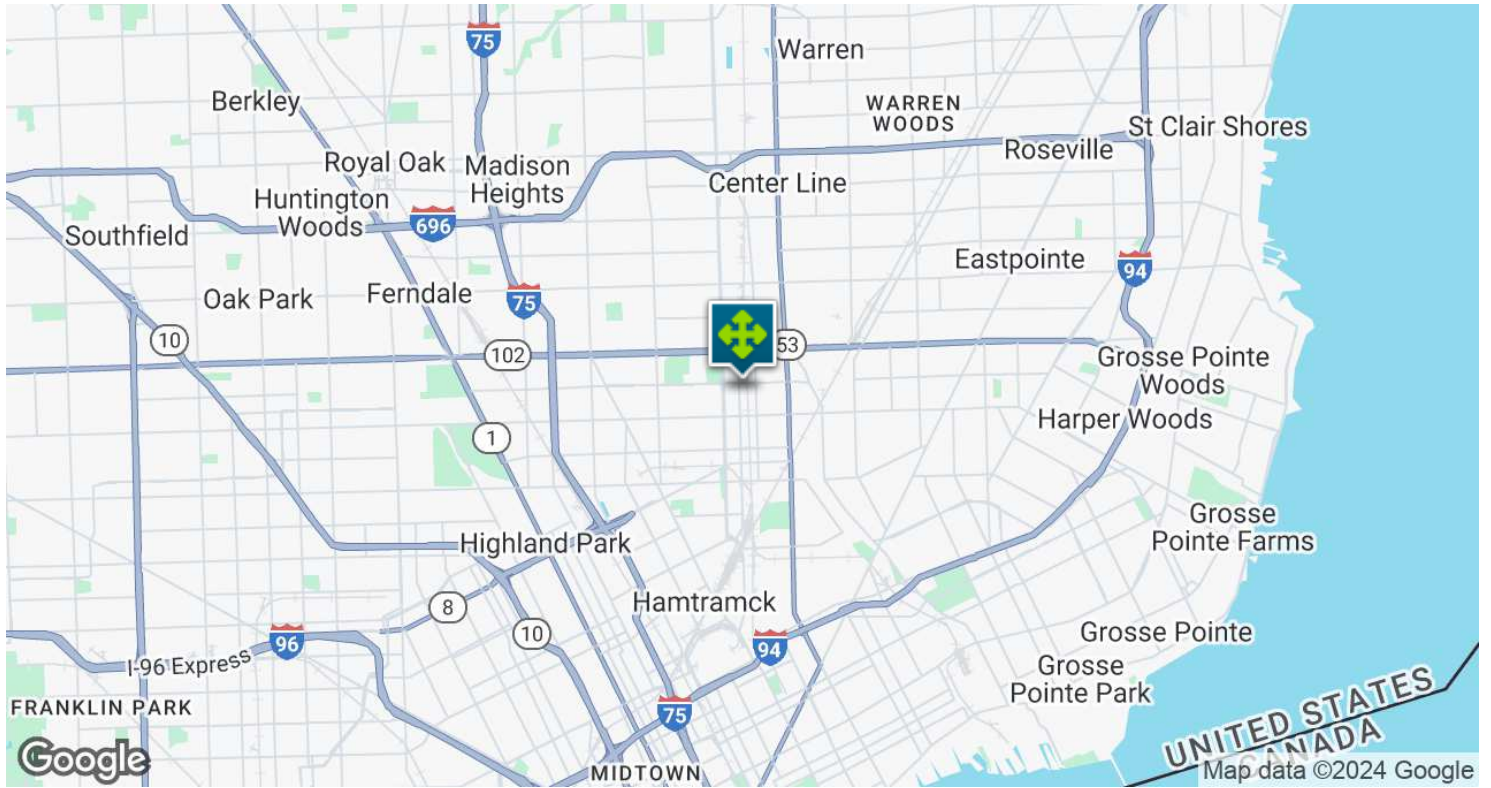 75
Warren
Berkley
WARREN
WOODS
St Clair Shores
Roseville
Royal Oak
Madison
Heights
Center Line
Huntington
Woods
696
Southfield
Eastpointe
94
Oak Park
Ferndale
75
10
102
53
Grosse Pointe
Woods
Harper Woods
1
Grosse
Pointe Farms
Highland Park
8
Hamtramck
10
96
94
Grosse Pointe
I-96 Express
Grosse
Pointe Park
FRANKLIN PARK
75
UNITED STATES
CANADA
Google
MIDTOWN
Map data ©2024 Google